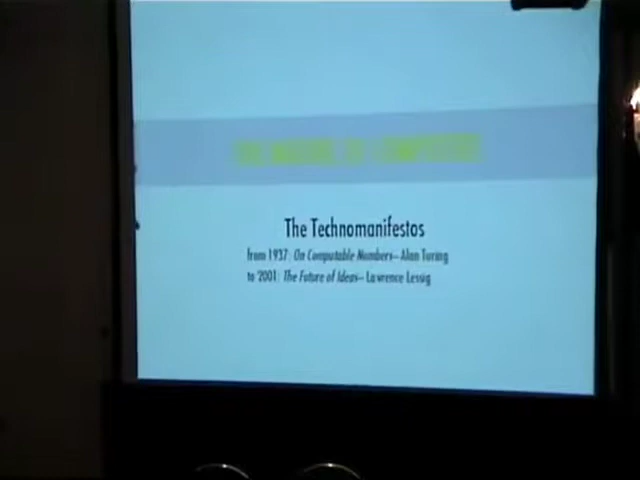 The Technomanifestos
from 1937: On Computable Numbers—Alan Turing
to 2001: The Future of Ideas—Lawrence Lessig